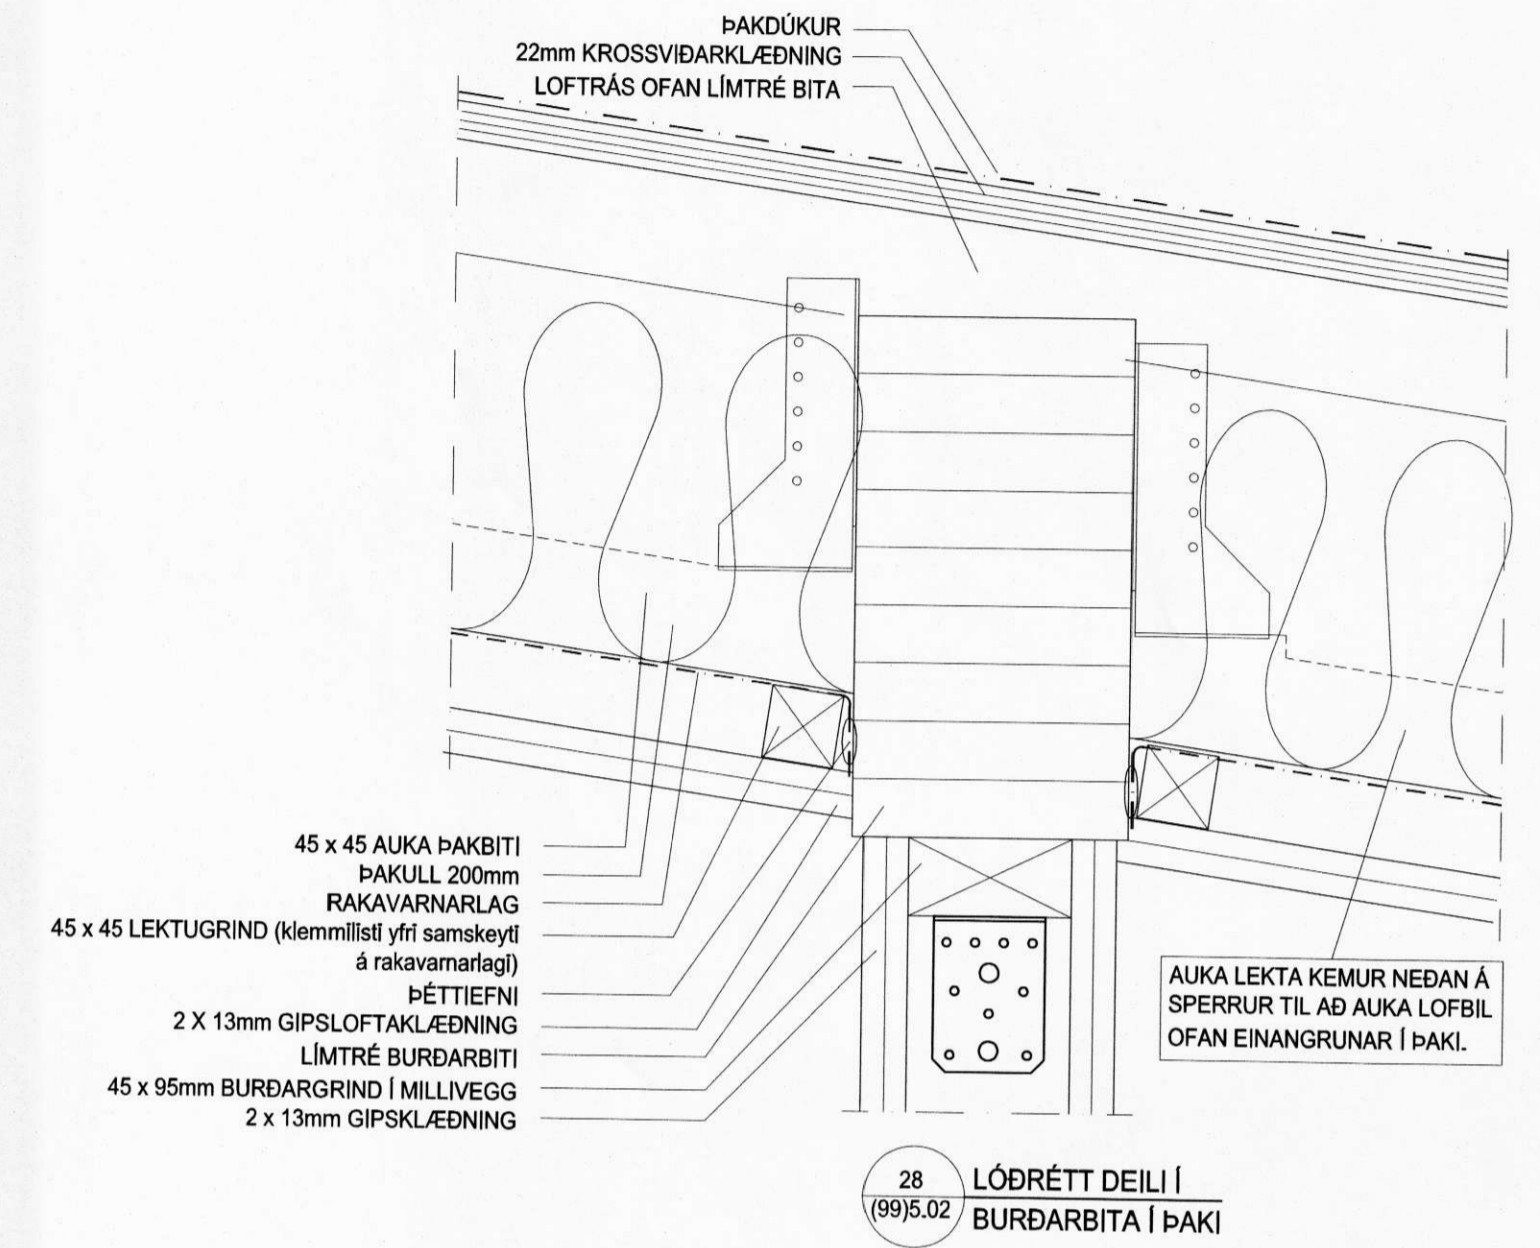 ÞAKDÚKUR
22mm KROSSVIÐARKLÆÐNING
LOFTRÁS OFAN LÍMTRÉ BITA
45 x 45 AUKA ÞAKBITI
ÞAKULL 200mm
RAKAVARNARLAG
45 x 45 LEKTUGRIND (klemmilisti yfri samskeyti
á rakavarnarlagi)
ÞÉTTIEFNI
2 X 13mm GIPSLOFTAKLÆÐNING
LÍMTRÉ BURÐARBITI
45 x 95mm BURÐARGRIND Í MILLIVEGG
2 x 13mm GIPSKLÆÐNING
AUKA LEKTA KEMUR NEÐAN Á
SPERRUR TIL AÐ AUKA LOFBIL
OFAN EINANGRUNAR Í ÞAKI.
28
(99)5.02
LÓÐRÉTT DEILI Í
BURÐARBITA Í ÞAKI